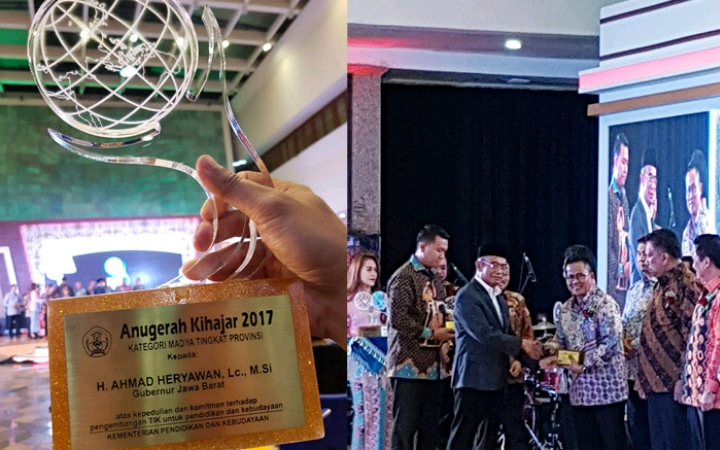 Anugerah Kihajar 2017
KATEGORI MADYA TINGKAT PROVINSI
Kepada:
H. AHMAD HERYAWAN, Lc., M.Si
Gubernur Jawa Barat
atas kepedulian dan komitmen terhadap
pengembangan TIK untuk pendidikan dan kebudayaan
KEMENTERIAN PENDIDIKAN DAN KEBUDAYAAN